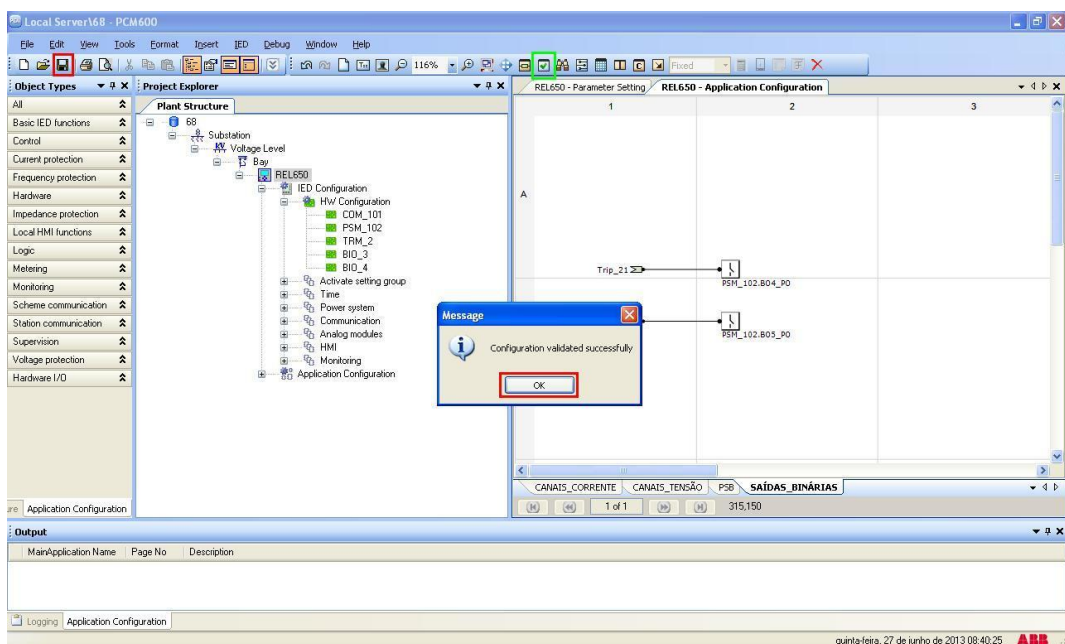 Local Server\68 - PCM600
File Edit View Tools Format Insert IED Debug Window Help
116% Fixed
Object Types
All
Basic IED functions
Control
Current protection
Frequency protection
Hardware
Impedance protection
Local HMI functions
Logic
Metering
Monitoring
Scheme communication
Station communication
Supervision
Voltage protection
Hardware I/O
Application Configuration
Project Explorer
Plant Structure
68
Substation
Voltage Level
Bay
REL650
IED Configuration
HW Configuration
COM_101
PSM_102
TRM_2
BIO_3
BIO_4
Activate setting group
Time
Power system
Communication
Analog modules
HMI
Monitoring
Application Configuration
REL650 - Parameter Setting REL650 - Application Configuration
1 2 3
A
Trip_21
PSM_102.BO4_PO
PSM_102.BO5_PO
Message
Configuration validated successfully
OK
CANAIS_CORRENTE CANAIS_TENSÃO PSB SAÍDAS_BINÁRIAS
1 of 1 315,150
Output
MainApplication Name Page No Description
Logging Application Configuration
quinta-feira, 27 de junho de 2013 08:40:25 ABB